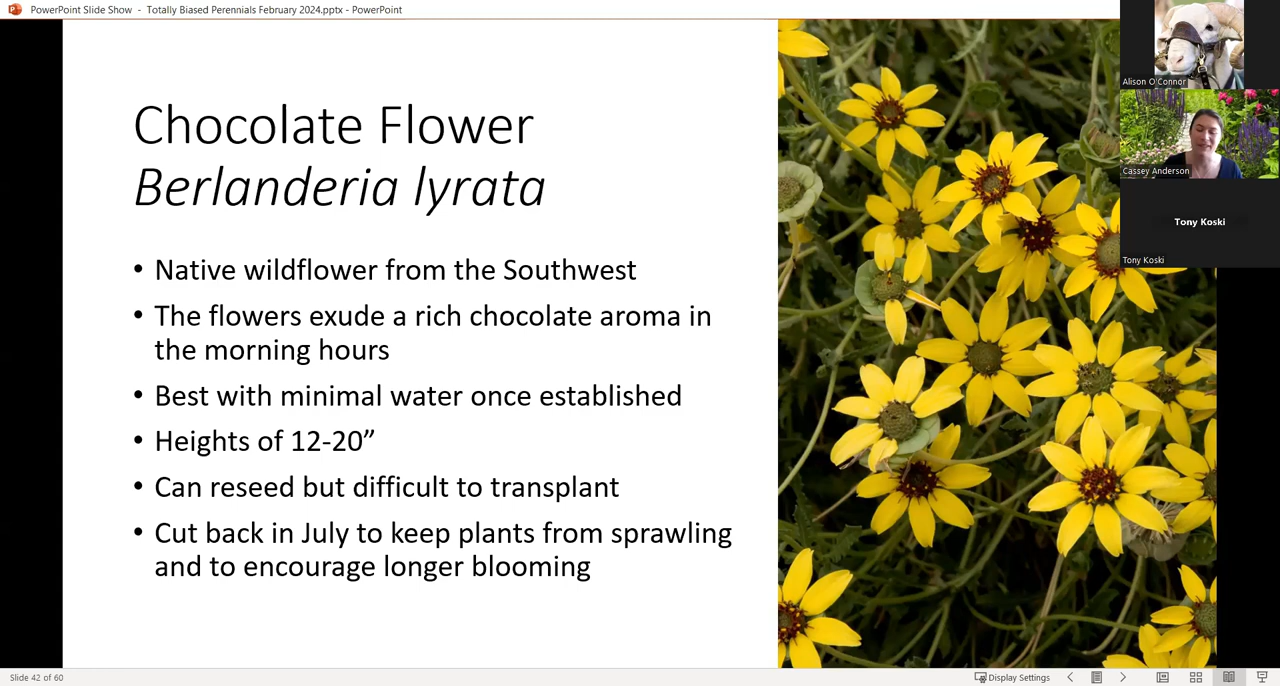 PowerPoint Slide Show - Totally Biased Perennials February 2024.pptx - PowerPoint
Alison O'Connor
Cassey Anderson
Tony Koski
Tony Koski
Chocolate Flower
Berlanderia lyrata
• Native wildflower from the Southwest
• The flowers exude a rich chocolate aroma in
the morning hours
• Best with minimal water once established
• Heights of 12-20”
• Can reseed but difficult to transplant
• Cut back in July to keep plants from sprawling
and to encourage longer blooming
Slide 42 of 60
Display Settings